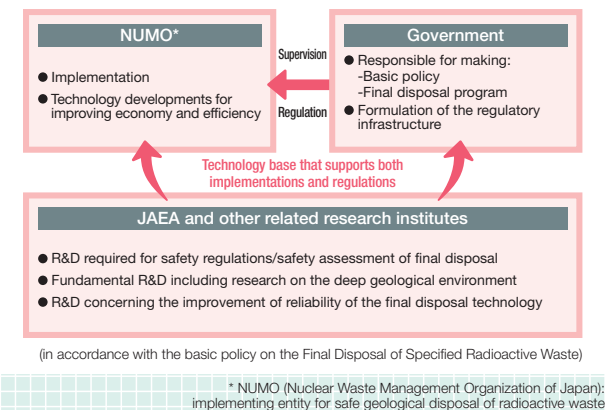 NUMO*
● Implementation
● Technology developments for
improving economy and efficiency
Supervision
Regulation
Government
● Responsible for making:
-Basic policy
-Final disposal program
● Formulation of the regulatory
infrastructure
Technology base that supports both
implementations and regulations
JAEA and other related research institutes
● R&D required for safety regulations/safety assessment of final disposal
● Fundamental R&D including research on the deep geological environment
● R&D concerning the improvement of reliability of the final disposal technology
(in accordance with the basic policy on the Final Disposal of Specified Radioactive Waste)
* NUMO (Nuclear Waste Management Organization of Japan):
implementing entity for safe geological disposal of radioactive waste